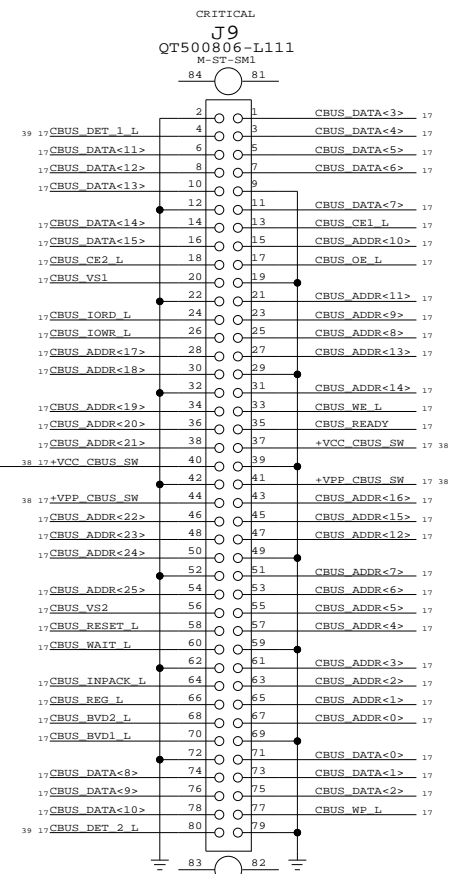 CRITICAL
J9
QT500806-L111
M-ST-SM1
84 81
2 1 CBUS_DATA<3> 17
39 17 CBUS_DET_1_L 4 3 CBUS_DATA<4> 17
17 CBUS_DATA<11> 6 5 CBUS_DATA<5> 17
17 CBUS_DATA<12> 8 7 CBUS_DATA<6> 17
17 CBUS_DATA<13> 10 9
12 11 CBUS_DATA<7> 17
17 CBUS_DATA<14> 14 13 CBUS_CE1_L 17
17 CBUS_DATA<15> 16 15 CBUS_ADDR<10> 17
17 CBUS_CE2_L 18 17 CBUS_OE_L 17
17 CBUS_VS1 20 19
22 21 CBUS_ADDR<11> 17
17 CBUS_IORD_L 24 23 CBUS_ADDR<9> 17
17 CBUS_IOWR_L 26 25 CBUS_ADDR<8> 17
17 CBUS_ADDR<17> 28 27 CBUS_ADDR<13> 17
17 CBUS_ADDR<18> 30 29
32 31 CBUS_ADDR<14> 17
17 CBUS_ADDR<19> 34 33 CBUS_WE_L 17
17 CBUS_ADDR<20> 36 35 CBUS_READY 17
17 CBUS_ADDR<21> 38 37 +VCC_CBUS_SW 17 38
38 17 +VCC_CBUS_SW 40 39
42 41 +VPP_CBUS_SW 17 38
38 17 +VPP_CBUS_SW 44 43 CBUS_ADDR<16> 17
17 CBUS_ADDR<22> 46 45 CBUS_ADDR<15> 17
17 CBUS_ADDR<23> 48 47 CBUS_ADDR<12> 17
17 CBUS_ADDR<24> 50 49
52 51 CBUS_ADDR<7> 17
17 CBUS_ADDR<25> 54 53 CBUS_ADDR<6> 17
17 CBUS_VS2 56 55 CBUS_ADDR<5> 17
17 CBUS_RESET_L 58 57 CBUS_ADDR<4> 17
17 CBUS_WAIT_L 60 59
62 61 CBUS_ADDR<3> 17
17 CBUS_INPACK_L 64 63 CBUS_ADDR<2> 17
17 CBUS_REG_L 66 65 CBUS_ADDR<1> 17
17 CBUS_BVD2_L 68 67 CBUS_ADDR<0> 17
17 CBUS_BVD1_L 70 69
72 71 CBUS_DATA<0> 17
17 CBUS_DATA<8> 74 73 CBUS_DATA<1> 17
17 CBUS_DATA<9> 76 75 CBUS_DATA<2> 17
17 CBUS_DATA<10> 78 77 CBUS_WP_L 17
39 17 CBUS_DET_2_L 80 79
83 82